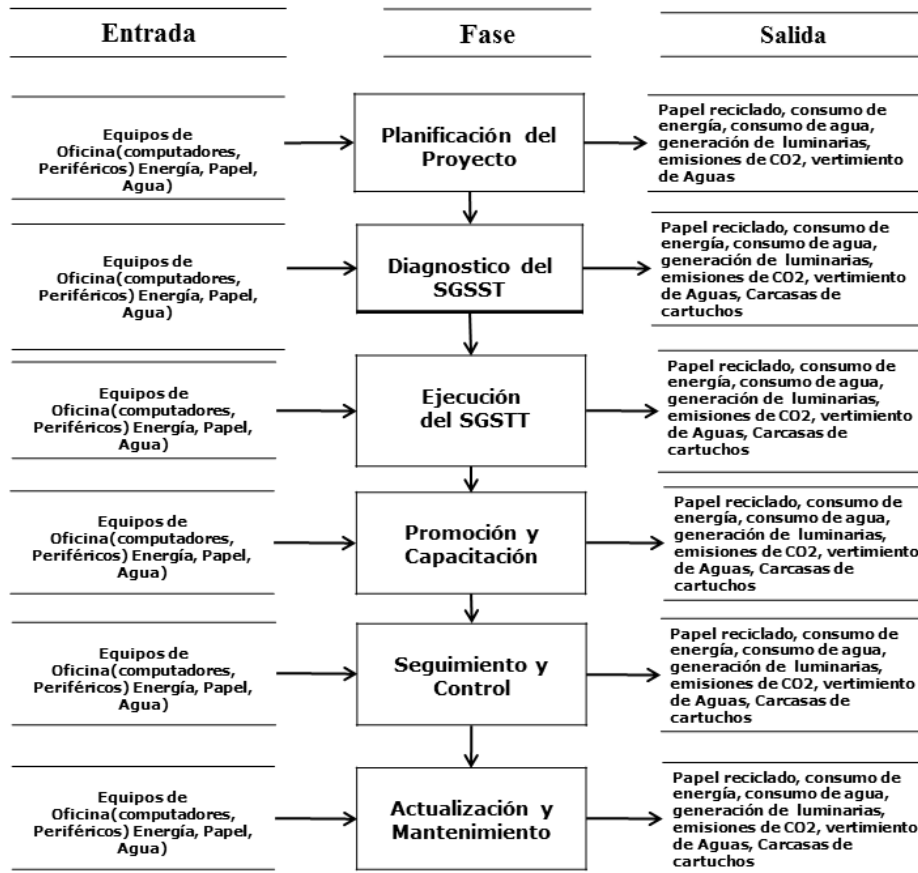 Entrada
Fase
Salida
Equipos de
Oficina(computadores,
Periféricos) Energía, Papel,
Agua)
Planificación del
Proyecto
Papel reciclado, consumo de
energía, consumo de agua,
generación de luminarias,
emisiones de CO2, vertimiento
de Aguas
Equipos de
Oficina(computadores,
Periféricos) Energía, Papel,
Agua)
Diagnostico del
SGSST
Papel reciclado, consumo de
energía, consumo de agua,
generación de luminarias,
emisiones de CO2, vertimiento
de Aguas, Carcasas de
cartuchos
Equipos de
Oficina(computadores,
Periféricos) Energía, Papel,
Agua)
Ejecución
del SGSTT
Papel reciclado, consumo de
energía, consumo de agua,
generación de luminarias,
emisiones de CO2, vertimiento
de Aguas, Carcasas de
cartuchos
Equipos de
Oficina(computadores,
Periféricos) Energía, Papel,
Agua)
Promoción y
Capacitación
Papel reciclado, consumo de
energía, consumo de agua,
generación de luminarias,
emisiones de CO2, vertimiento
de Aguas, Carcasas de
cartuchos
Equipos de
Oficina(computadores,
Periféricos) Energía, Papel,
Agua)
Seguimiento y
Control
Papel reciclado, consumo de
energía, consumo de agua,
generación de luminarias,
emisiones de CO2, vertimiento
de Aguas, Carcasas de
cartuchos
Equipos de
Oficina(computadores,
Periféricos) Energía, Papel,
Agua)
Actualización y
Mantenimiento
Papel reciclado, consumo de
energía, consumo de agua,
generación de luminarias,
emisiones de CO2, vertimiento
de Aguas, Carcasas de
cartuchos